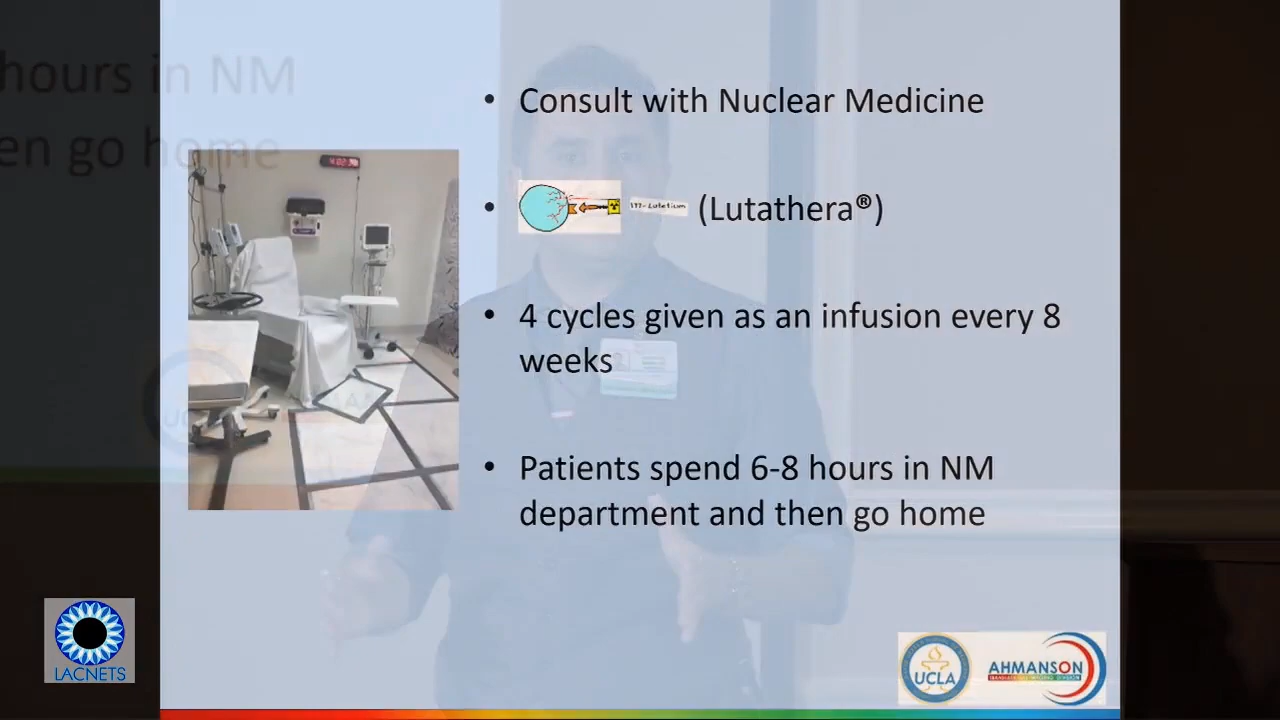 hours in NM
en go home
• Consult with Nuclear Medicine
• 177-Lutetium (Lutathera®)
• 4 cycles given as an infusion every 8
weeks
• Patients spend 6-8 hours in NM
department and then go home
LACNETS
UCLA
AHMANSON